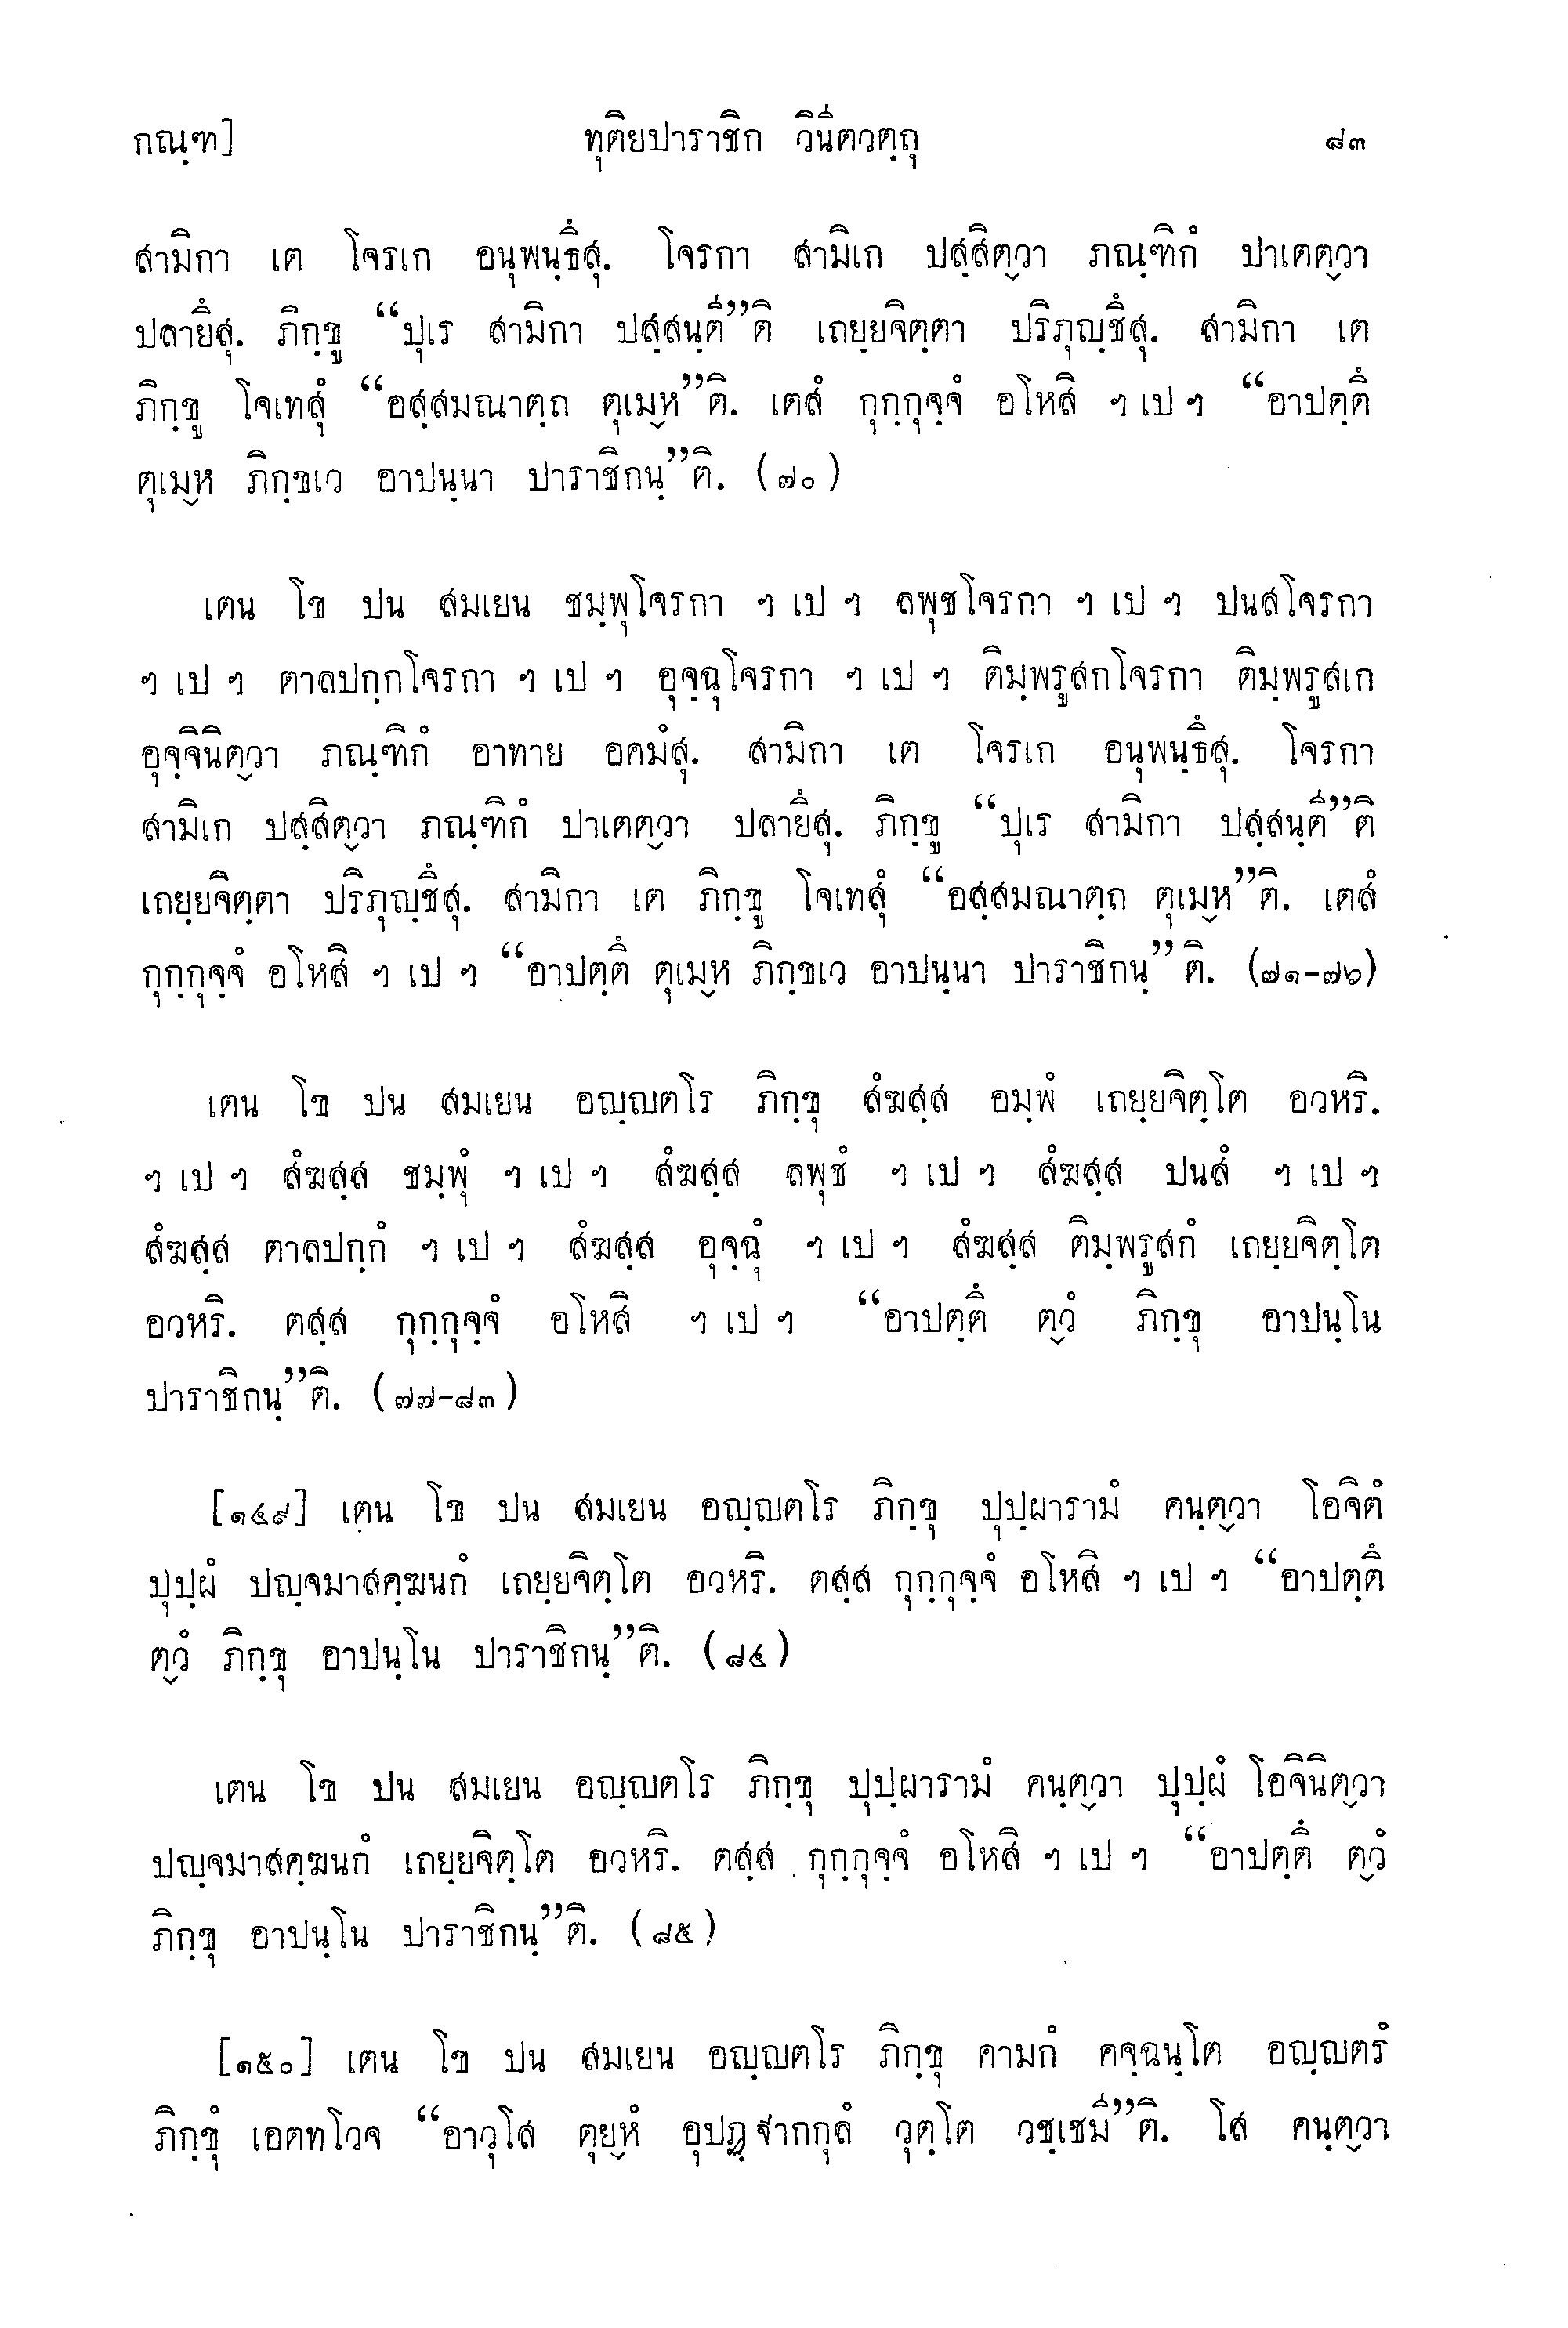 กณฺฑ] ทุติยปาราชิก วินีตวตฺถุ ๘๓
สามิกา เต โจรเก อนุพนฺธึสุ. โจรกา สามิเก ปสฺสิตฺวา ภณฺฑิกํ ปาเตตฺวา
ปลายึสุ. ภิกฺขู “ปุเร สามิกา ปสฺสนฺตี”ติ เถยฺยจิตฺตา ปริภุญฺชึสุ. สามิกา เต
ภิกฺขู โจเทสุํ “อสฺสมณาตฺถ ตุเมฺห”ติ. เตสํ กุกฺกุจฺจํ อโหสิ ฯ เป ฯ “อาปตฺตึ
ตุเมฺห ภิกฺขเว อาปนฺนา ปาราชิกนฺ”ติ. (๗๐)
เตน โข ปน สมเยน ชมฺพุโจรกา ฯ เป ฯ ลพุชโจรกา ฯ เป ฯ ปนสโจรกา
ฯ เป ฯ ตาลปกฺกโจรกา ฯ เป ฯ อุจฺฉุโจรกา ฯ เป ฯ ติมฺพรูสกโจรกา ติมฺพรูสเก
อุจฺจินิตฺวา ภณฺฑิกํ อาทาย อคมํสุ. สามิกา เต โจรเก อนุพนฺธึสุ. โจรกา
สามิเก ปสฺสิตฺวา ภณฺฑิกํ ปาเตตฺวา ปลายึสุ. ภิกฺขู “ปุเร สามิกา ปสฺสนฺตี”ติ
เถยฺยจิตฺตา ปริภุญฺชึสุ. สามิกา เต ภิกฺขู โจเทสุํ “อสฺสมณาตฺถ ตุเมฺห”ติ. เตสํ
กุกฺกุจฺจํ อโหสิ ฯ เป ฯ “อาปตฺตึ ตุเมฺห ภิกฺขเว อาปนฺนา ปาราชิกนฺ”ติ. (๗๑-๗๖)
เตน โข ปน สมเยน อญฺญตโร ภิกฺขุ สํฆสฺส อมฺพํ เถยฺยจิตฺโต อวหริ.
ฯ เป ฯ สํฆสฺส ชมฺพุํ ฯ เป ฯ สํฆสฺส ลพุชํ ฯ เป ฯ สํฆสฺส ปนสํ ฯ เป ฯ
สํฆสฺส ตาลปกฺกํ ฯ เป ฯ สํฆสฺส อุจฺฉุํ ฯ เป ฯ สํฆสฺส ติมฺพรูสกํ เถยฺยจิตฺโต
อวหริ. ตสฺส กุกฺกุจฺจํ อโหสิ ฯ เป ฯ “อาปตฺตึ ตฺวํ ภิกฺขุ อาปนฺโน
ปาราชิกนฺ”ติ. (๗๗-๘๓)
[๑๔๙] เตน โข ปน สมเยน อญฺญตโร ภิกฺขุ ปุปฺผารามํ คนฺตฺวา โอจิตํ
ปุปฺผํ ปญฺจมาสคฺฆนกํ เถยฺยจิตฺโต อวหริ. ตสฺส กุกฺกุจฺจํ อโหสิ ฯ เป ฯ “อาปตฺตึ
ตฺวํ ภิกฺขุ อาปนฺโน ปาราชิกนฺ”ติ. (๘๔)
เตน โข ปน สมเยน อญฺญตโร ภิกฺขุ ปุปฺผารามํ คนฺตฺวา ปุปฺผํ โอจินิตฺวา
ปญฺจมาสคฺฆนกํ เถยฺยจิตฺโต อวหริ. ตสฺส กุกฺกุจฺจํ อโหสิ ฯ เป ฯ “อาปตฺตึ ตฺวํ
ภิกฺขุ อาปนฺโน ปาราชิกนฺ”ติ. (๘๕)
[๑๕๐] เตน โข ปน สมเยน อญฺญตโร ภิกฺขุ คามกํ คจฺฉนฺโต อญฺญตรํ
ภิกฺขุํ เอตทโวจ “อาวุโส ตุยฺหํ อุปฏฺฐากกุลํ วุตฺโต วชฺเชมี”ติ. โส คนฺตฺวา